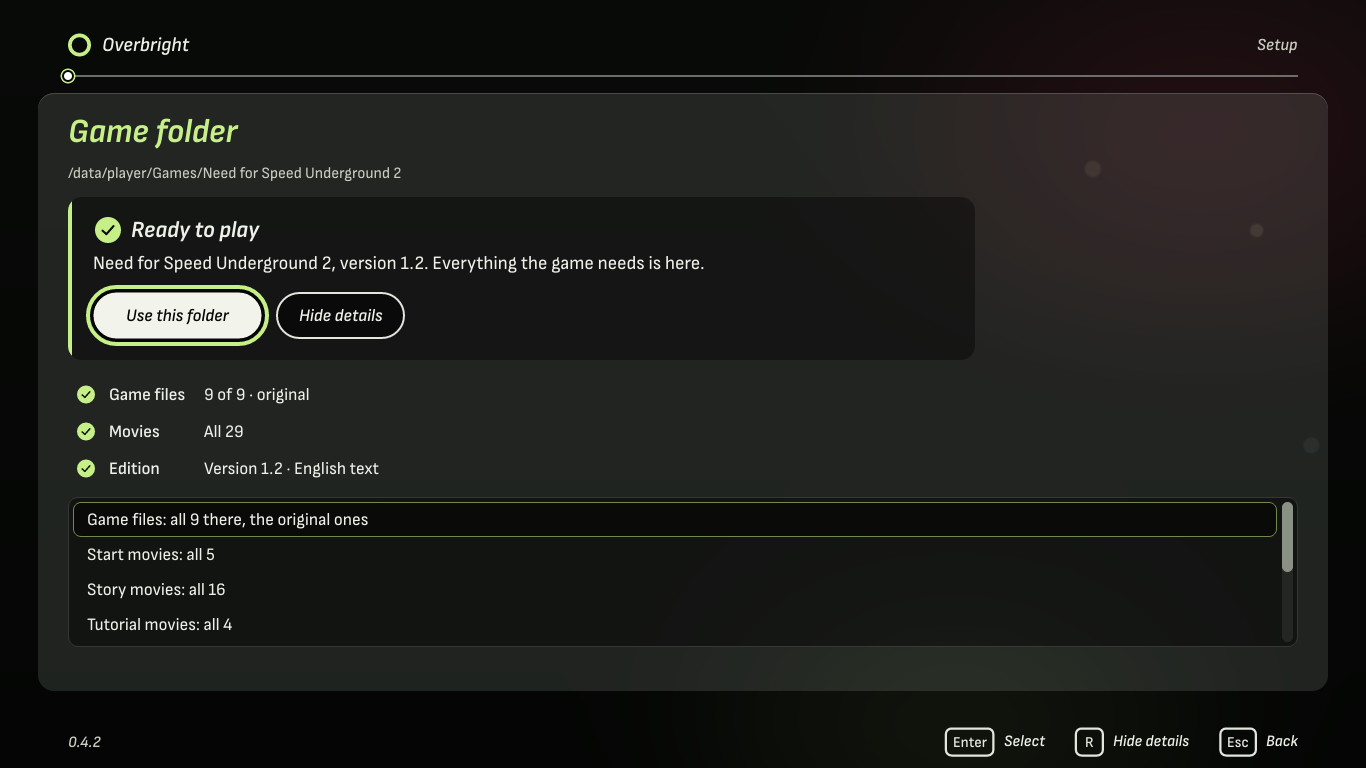 Overbright
Setup
Game folder
/data/player/Games/Need for Speed Underground 2
Ready to play
Need for Speed Underground 2, version 1.2. Everything the game needs is here.
Use this folder
Hide details
Game files 9 of 9 · original
Movies All 29
Edition Version 1.2 · English text
Game files: all 9 there, the original ones
Start movies: all 5
Story movies: all 16
Tutorial movies: all 4
0.4.2
Enter Select
R Hide details
Esc Back